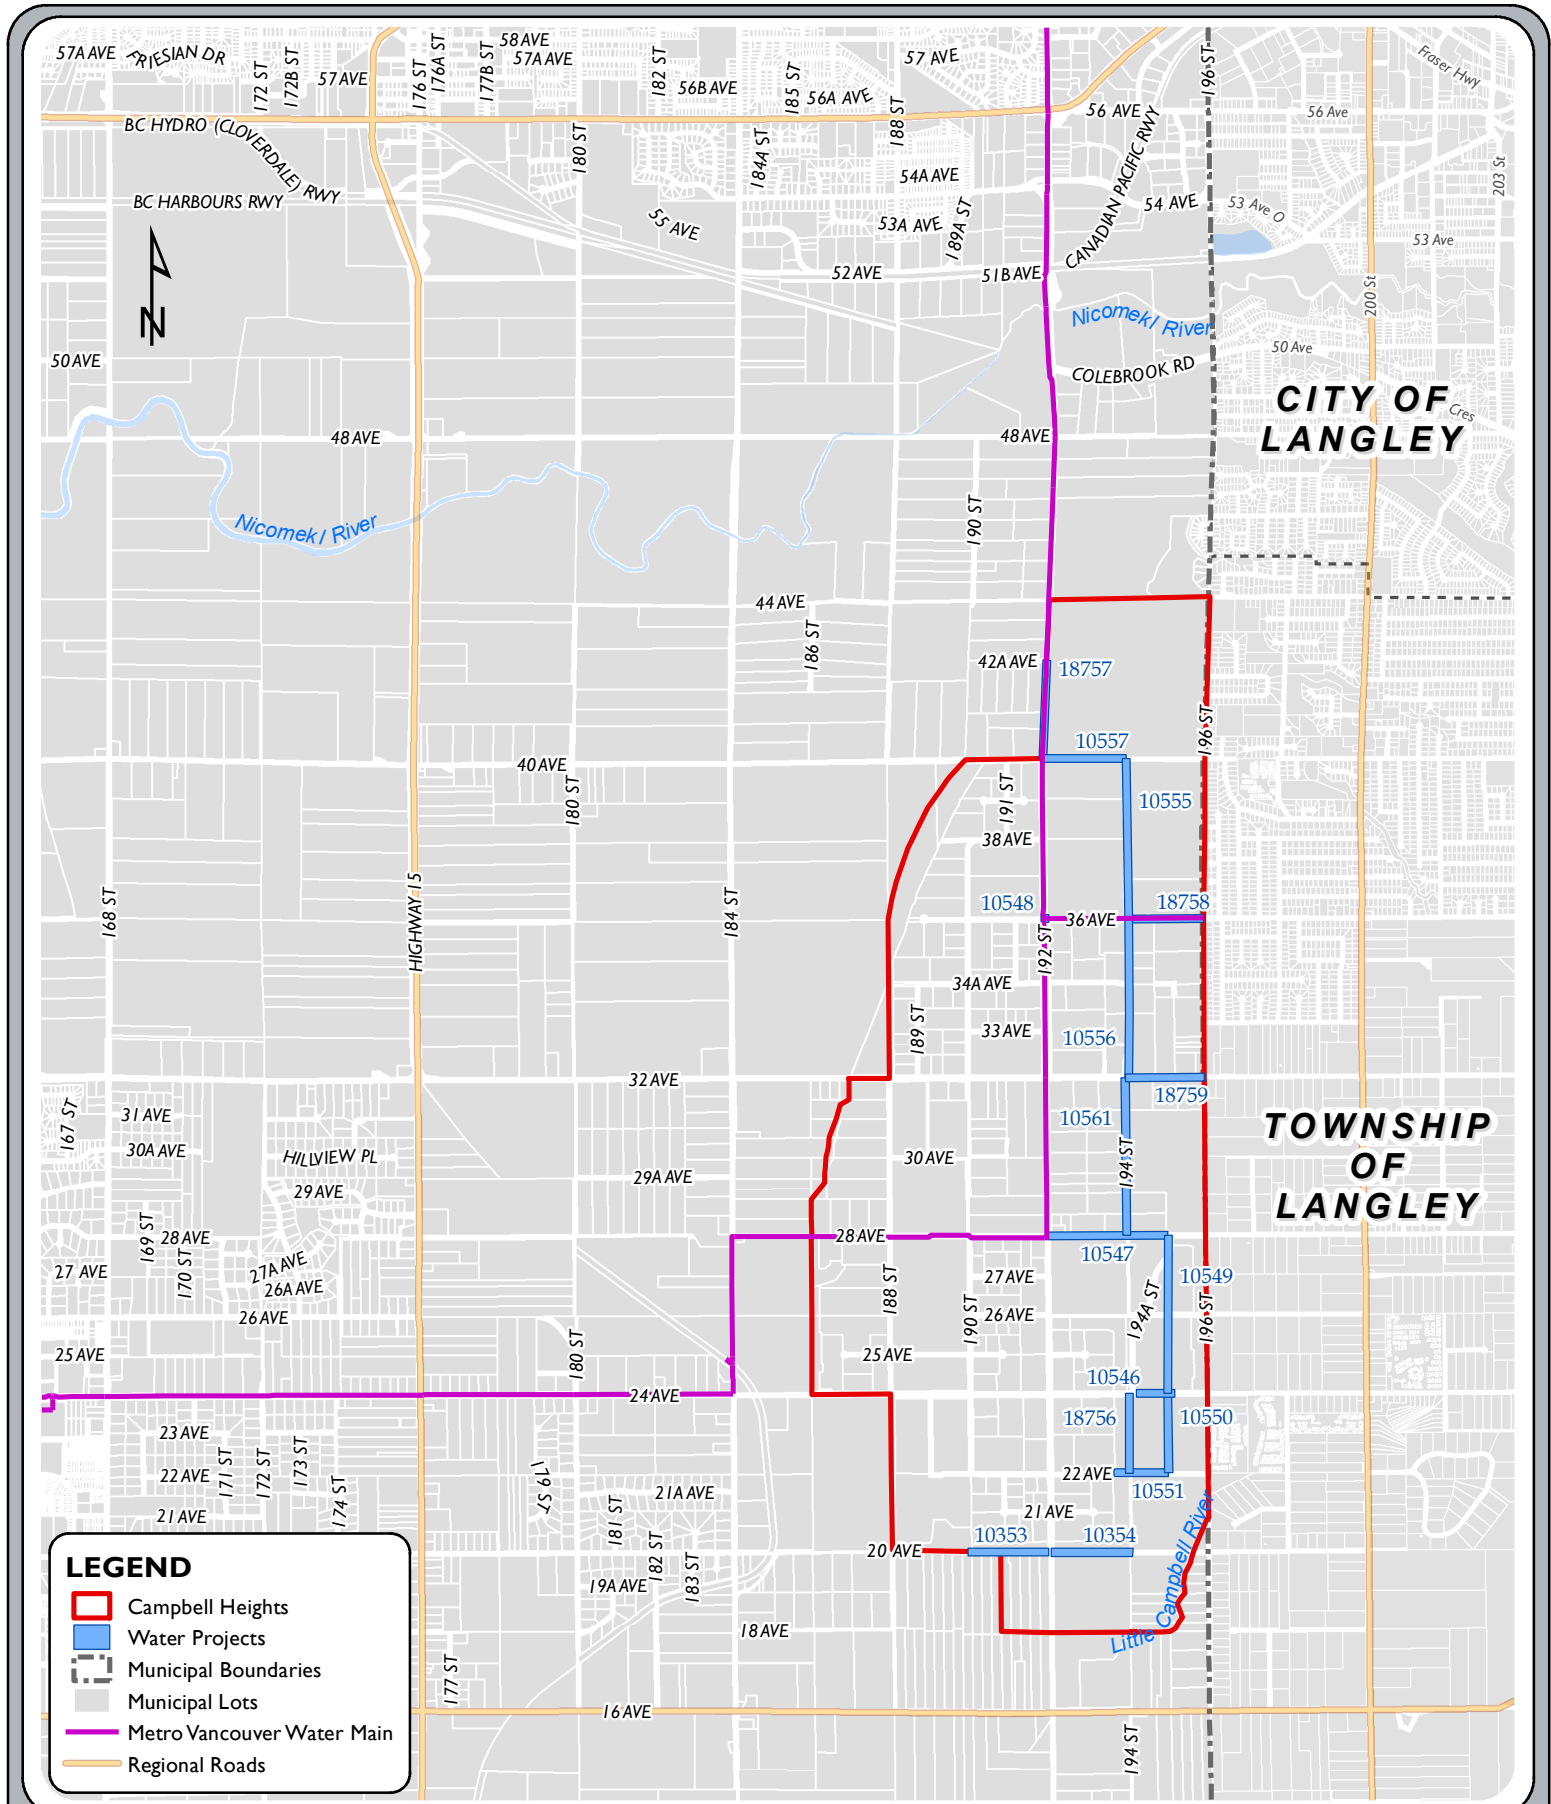 57A AVE
FRIESIAN DR
172 ST
172B ST
57 AVE
176 ST
176A ST
177B ST
58 AVE
57A AVE
182 ST
56B AVE
185 ST
56A AVE
57 AVE
188 ST
196 ST
Fraser Hwy
56 AVE
56 Ave
BC HYDRO (CLOVERDALE) RWY
180 ST
184A ST
CANADIAN PACIFIC RWY
203 St
54A AVE
BC HARBOURS RWY
54 AVE
53 Ave O
55 AVE
53A AVE
189A ST
53 Ave
52 AVE
51B AVE
200 St
Nicomekl River
N
50 AVE
50 Ave
COLEBROOK RD
CITY OF
LANGLEY
Cres
48 AVE
48 AVE
Nicomekl River
190 ST
44 AVE
186 ST
42A AVE
18757
196 ST
10557
40 AVE
180 ST
191 ST
10555
38 AVE
168 ST
HIGHWAY 15
184 ST
10548
18758
36 AVE
192 ST
34A AVE
189 ST
33 AVE
10556
32 AVE
18759
167 ST
31 AVE
10561
TOWNSHIP
OF
LANGLEY
30A AVE
HILLVIEW PL
30 AVE
194 ST
29A AVE
29 AVE
169 ST
28 AVE
28 AVE
10547
170 ST
27 AVE
27A AVE
26A AVE
188 ST
27 AVE
10549
194A ST
196 ST
26 AVE
190 ST
26 AVE
180 ST
25 AVE
25 AVE
10546
24 AVE
18756
10550
23 AVE
171 ST
172 ST
173 ST
22 AVE
174 ST
179 ST
22 AVE
10551
21A AVE
21 AVE
181 ST
21 AVE
182 ST
183 ST
10353
10354
20 AVE
Little Campbell River
19A AVE
18 AVE
177 ST
16 AVE
194 ST
LEGEND
Campbell Heights
Water Projects
Municipal Boundaries
Municipal Lots
Metro Vancouver Water Main
Regional Roads